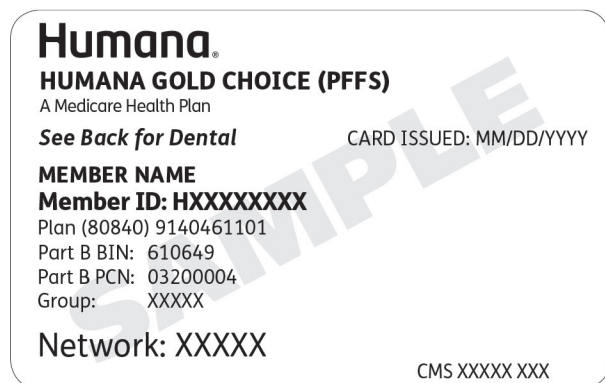 Humana®
HUMANA GOLD CHOICE (PFFS)
A Medicare Health Plan
See Back for Dental CARD ISSUED: MM/DD/YYYY
MEMBER NAME
Member ID: HXXXXXXXX
Plan (80840) 9140461101
Part B BIN: 610649
Part B PCN: 03200004
Group: XXXXX
Network: XXXXX
CMS XXXXX XXX
SAMPLE